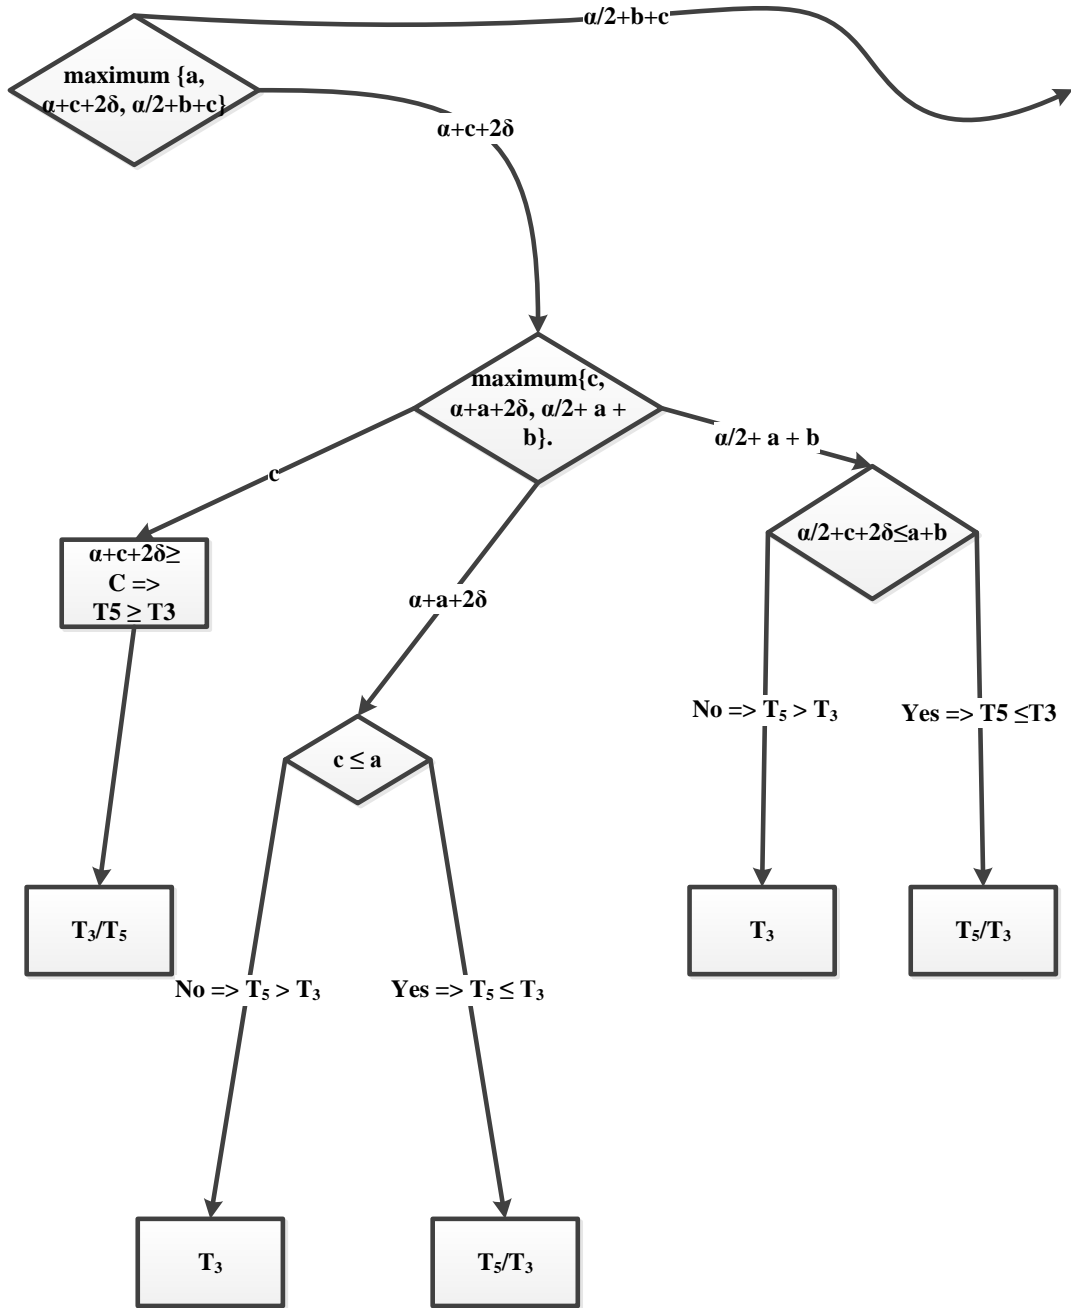 α/2+b+c
maximum {a,
α+c+2δ, α/2+b+c}
α+c+2δ
maximum{c,
α+a+2δ, α/2+ a +
b}.
α/2+ a + b
c
α/2+c+2δ≤a+b
α+c+2δ≥
C =>
T5 ≥ T3
α+a+2δ
No => T₅ > T₃
Yes => T5 ≤T3
c ≤ a
T₃/T₅
T₃
T₅/T₃
No => T₅ > T₃
Yes => T₅ ≤ T₃
T₃
T₅/T₃